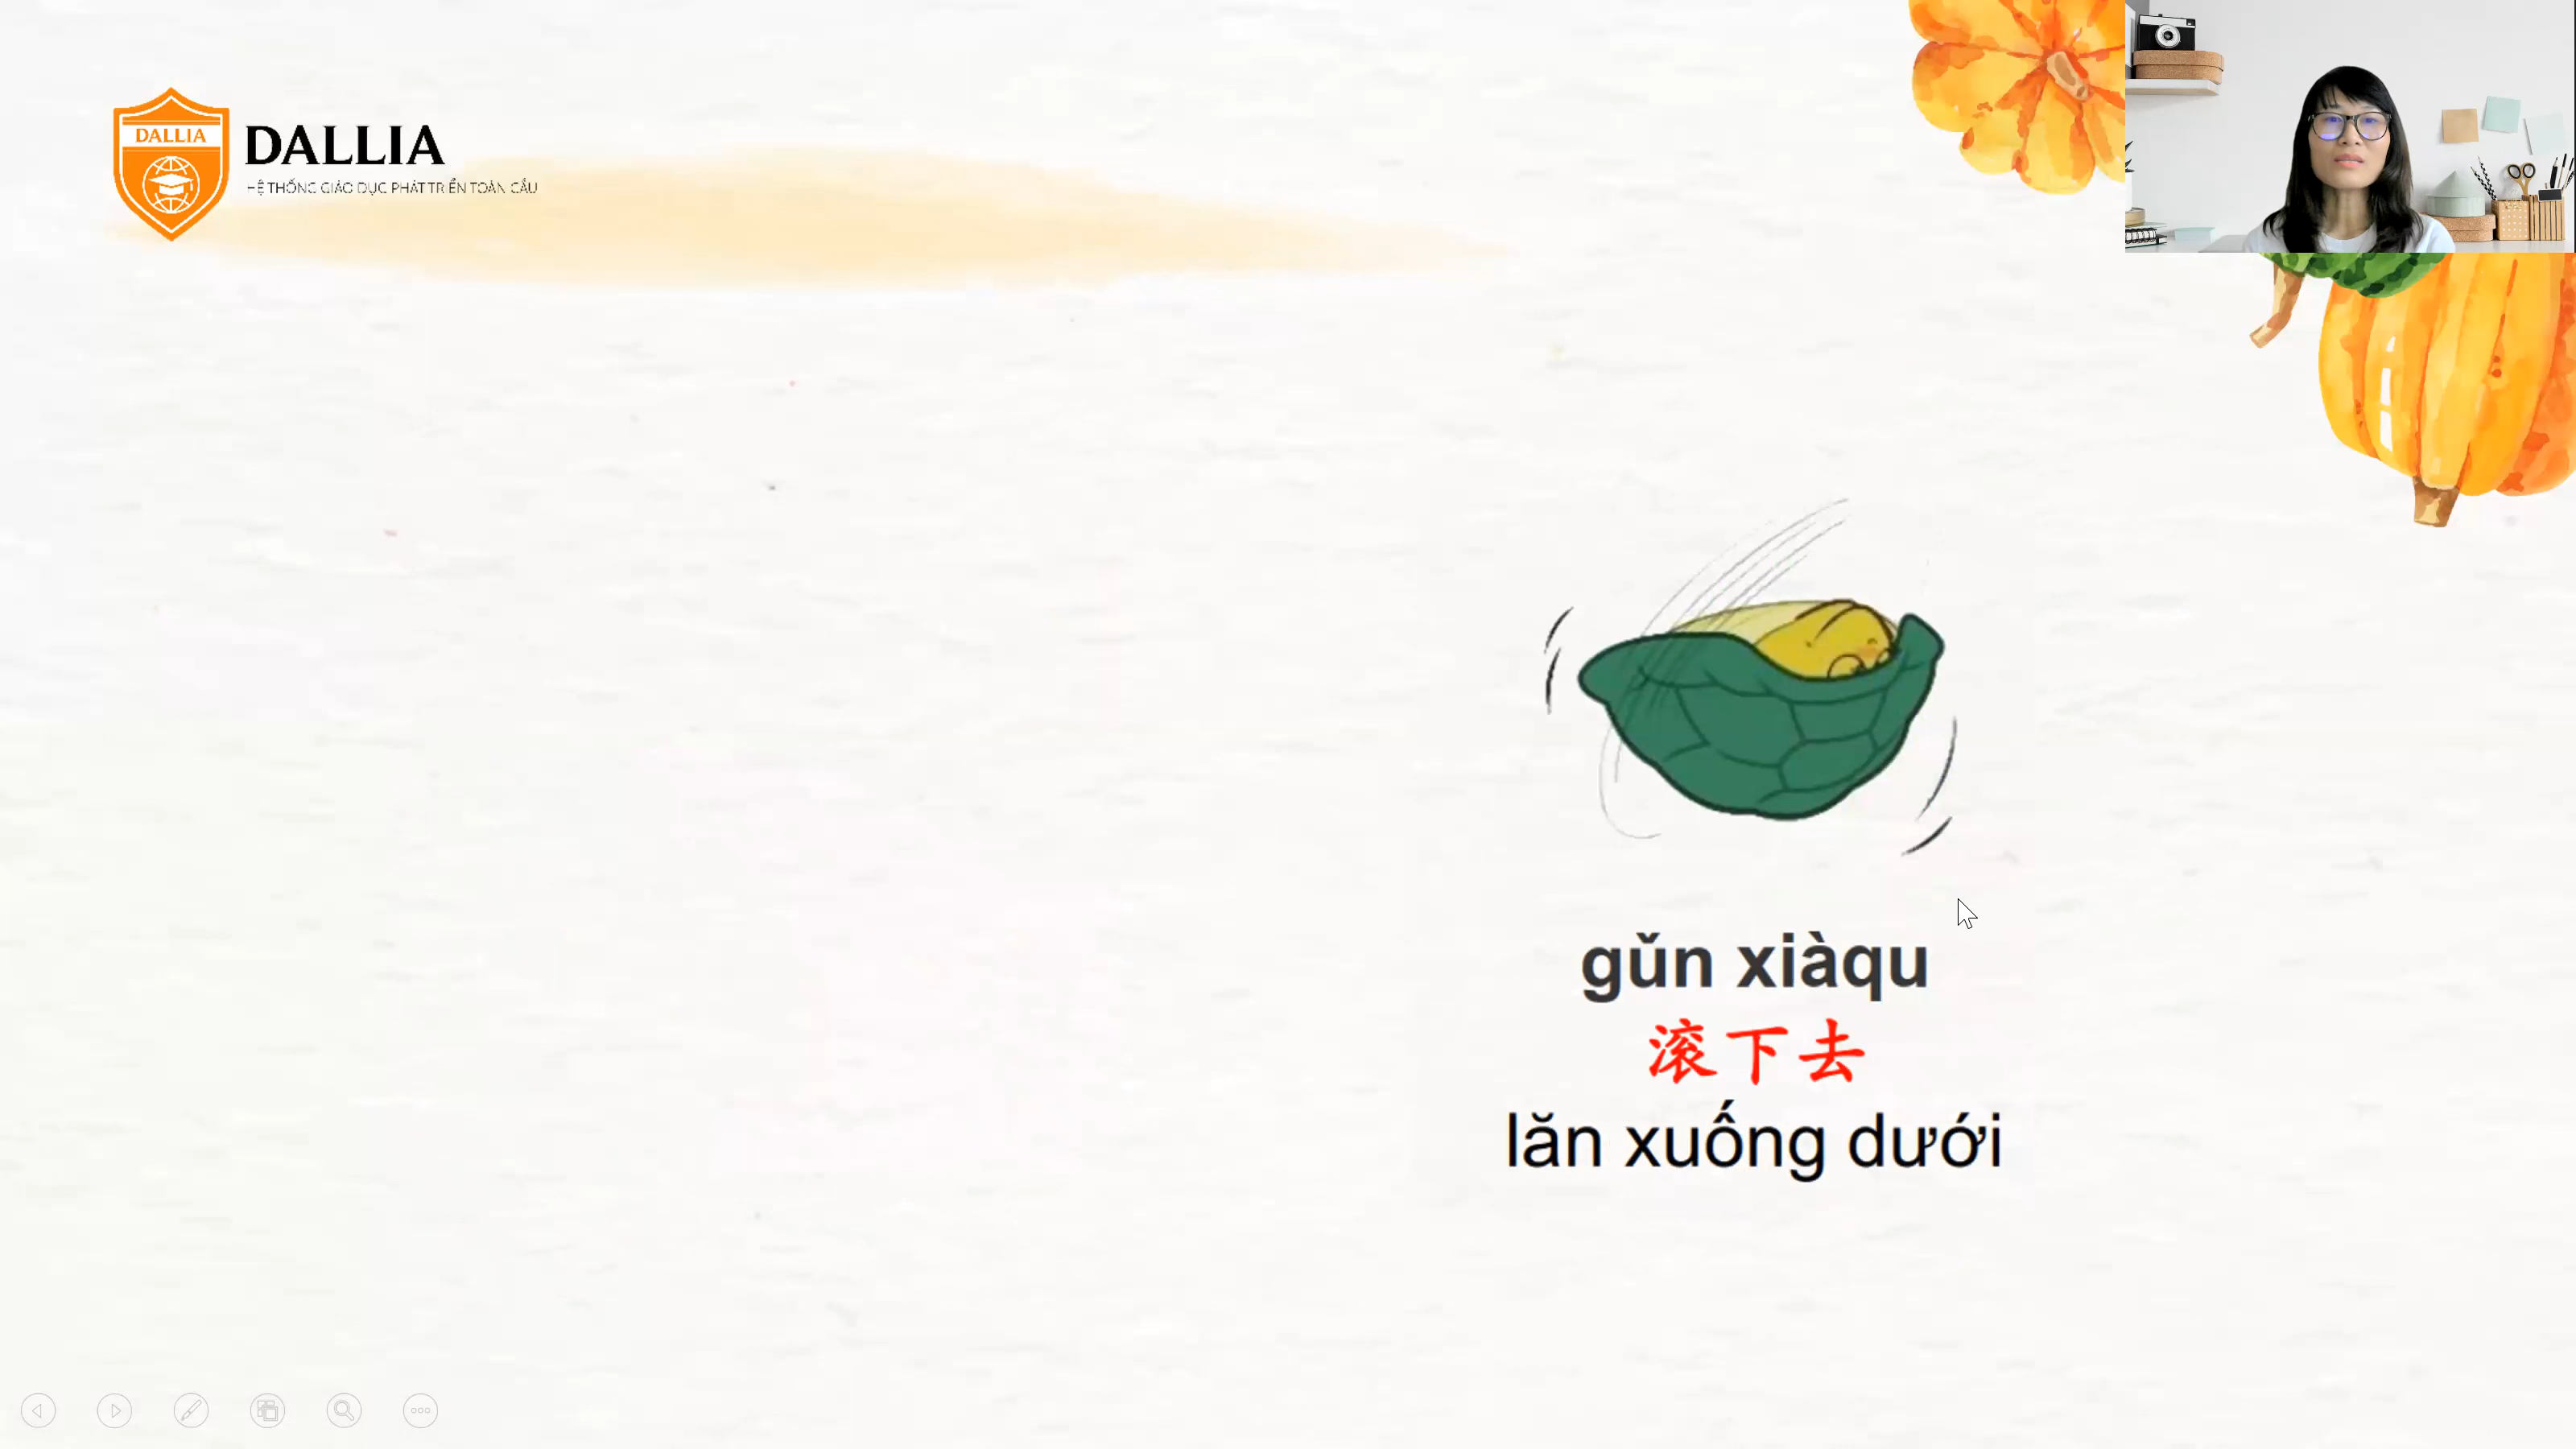 DALLIA
DALLIA
HỆ THỐNG GIÁO DỤC PHÁT TRIỂN TOÀN CẦU
gǔn xiàqu
滚下去
lăn xuống dưới